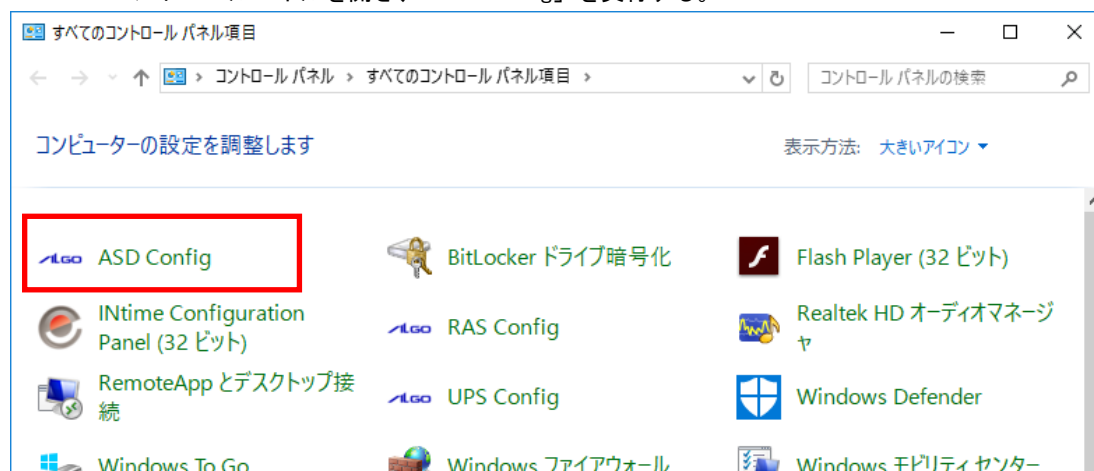 すべてのコントロール パネル項目
コントロール パネル › すべてのコントロール パネル項目 ›
コントロール パネルの検索
コンピューターの設定を調整します
表示方法: 大きいアイコン
ALGO ASD Config
BitLocker ドライブ暗号化
Flash Player (32 ビット)
INtime Configuration
Panel (32 ビット)
ALGO RAS Config
Realtek HD オーディオマネージ
ャ
RemoteApp とデスクトップ接
続
ALGO UPS Config
Windows Defender
Windows To Go
Windows ファイアウォール
Windows モビリティ センター